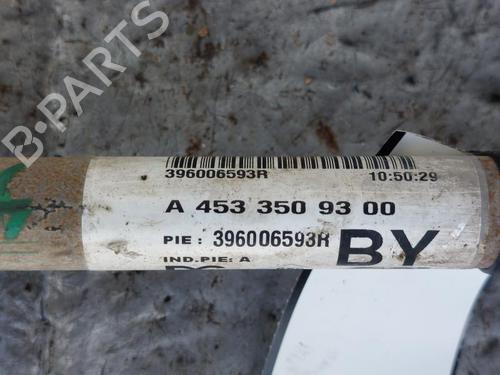 B-PARTS
396006593R 10:50:29
A 453 350 93 00
PIE : 396006593R BY
IND.PIE: A